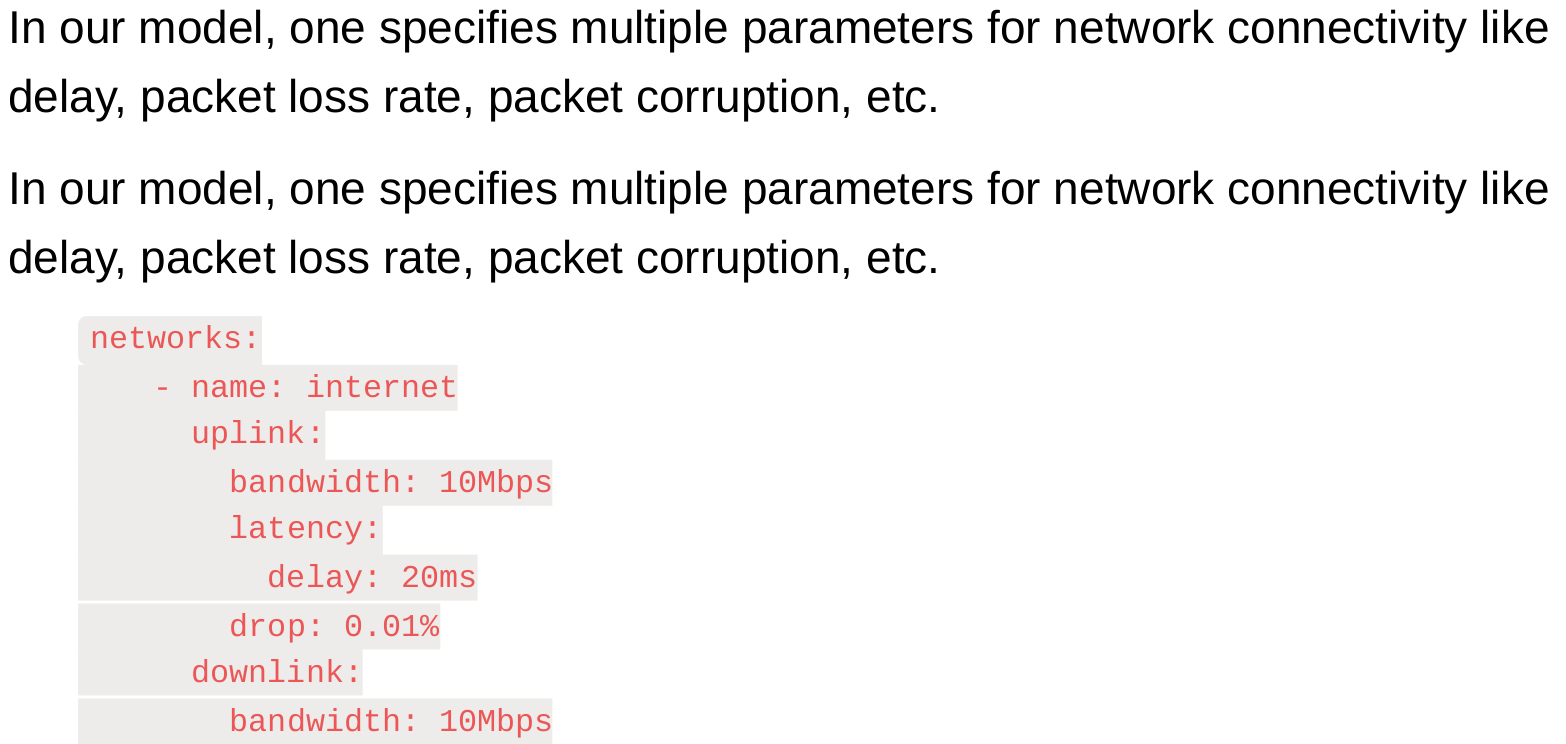 In our model, one specifies multiple parameters for network connectivity like
delay, packet loss rate, packet corruption, etc.
In our model, one specifies multiple parameters for network connectivity like
delay, packet loss rate, packet corruption, etc.
networks:
    - name: internet
      uplink:
        bandwidth: 10Mbps
        latency:
          delay: 20ms
        drop: 0.01%
      downlink:
        bandwidth: 10Mbps